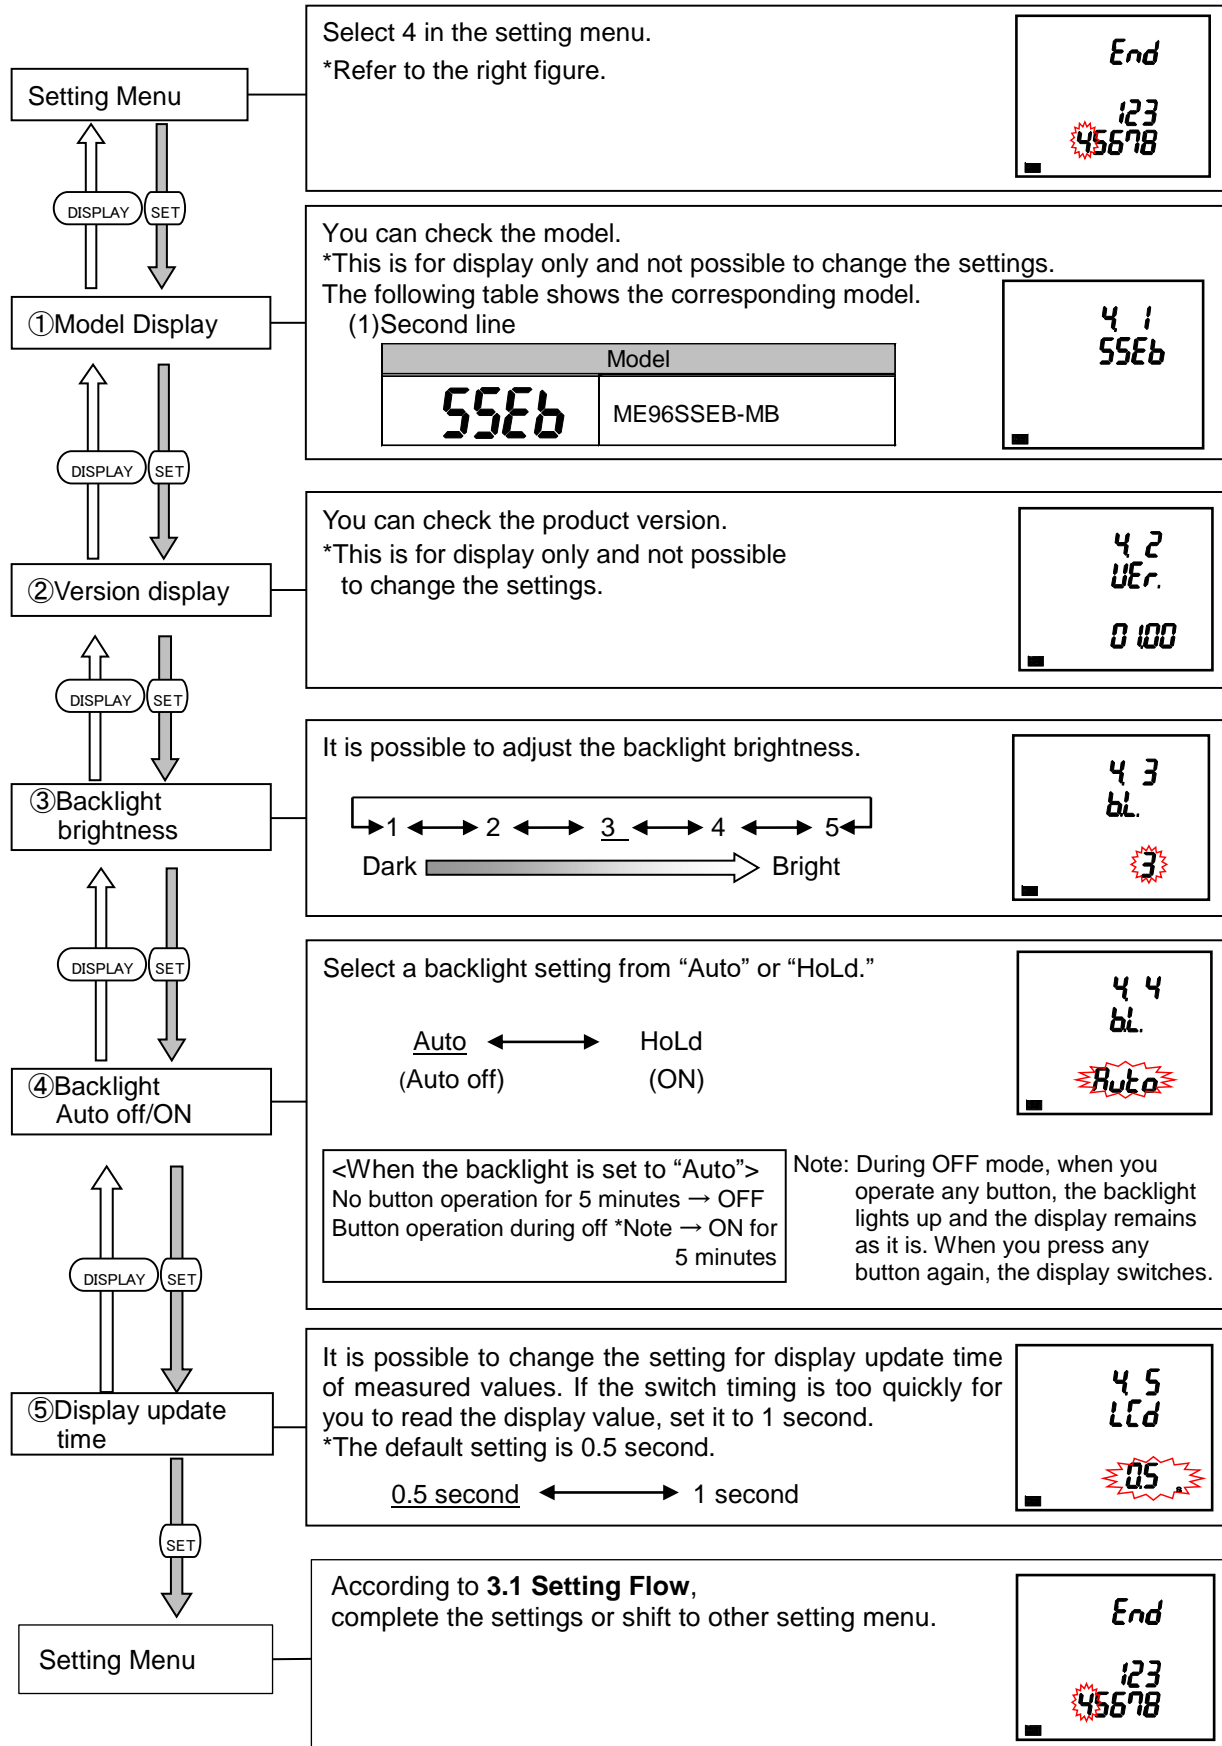 Setting Menu
Select 4 in the setting menu.
*Refer to the right figure.
End
123
45678
DISPLAY
SET
①Model Display
You can check the model.
*This is for display only and not possible to change the settings.
The following table shows the corresponding model.
(1)Second line
Model
SSEb
ME96SSEB-MB
4. 1
SSEb
DISPLAY
SET
②Version display
You can check the product version.
*This is for display only and not possible
to change the settings.
4. 2
VEr.
01.00
DISPLAY
SET
③Backlight
brightness
It is possible to adjust the backlight brightness.
1 2 3 4 5
Dark Bright
4. 3
b.L.
3
DISPLAY
SET
④Backlight
Auto off/ON
Select a backlight setting from “Auto” or “HoLd.”
Auto HoLd
(Auto off) (ON)
4. 4
b.L.
Auto
<When the backlight is set to “Auto”>
No button operation for 5 minutes → OFF
Button operation during off *Note → ON for
5 minutes
Note: During OFF mode, when you
operate any button, the backlight
lights up and the display remains
as it is. When you press any
button again, the display switches.
DISPLAY
SET
⑤Display update
time
It is possible to change the setting for display update time
of measured values. If the switch timing is too quickly for
you to read the display value, set it to 1 second.
*The default setting is 0.5 second.
0.5 second 1 second
4. 5
LCd
0.5 s
SET
Setting Menu
According to 3.1 Setting Flow,
complete the settings or shift to other setting menu.
End
123
45678